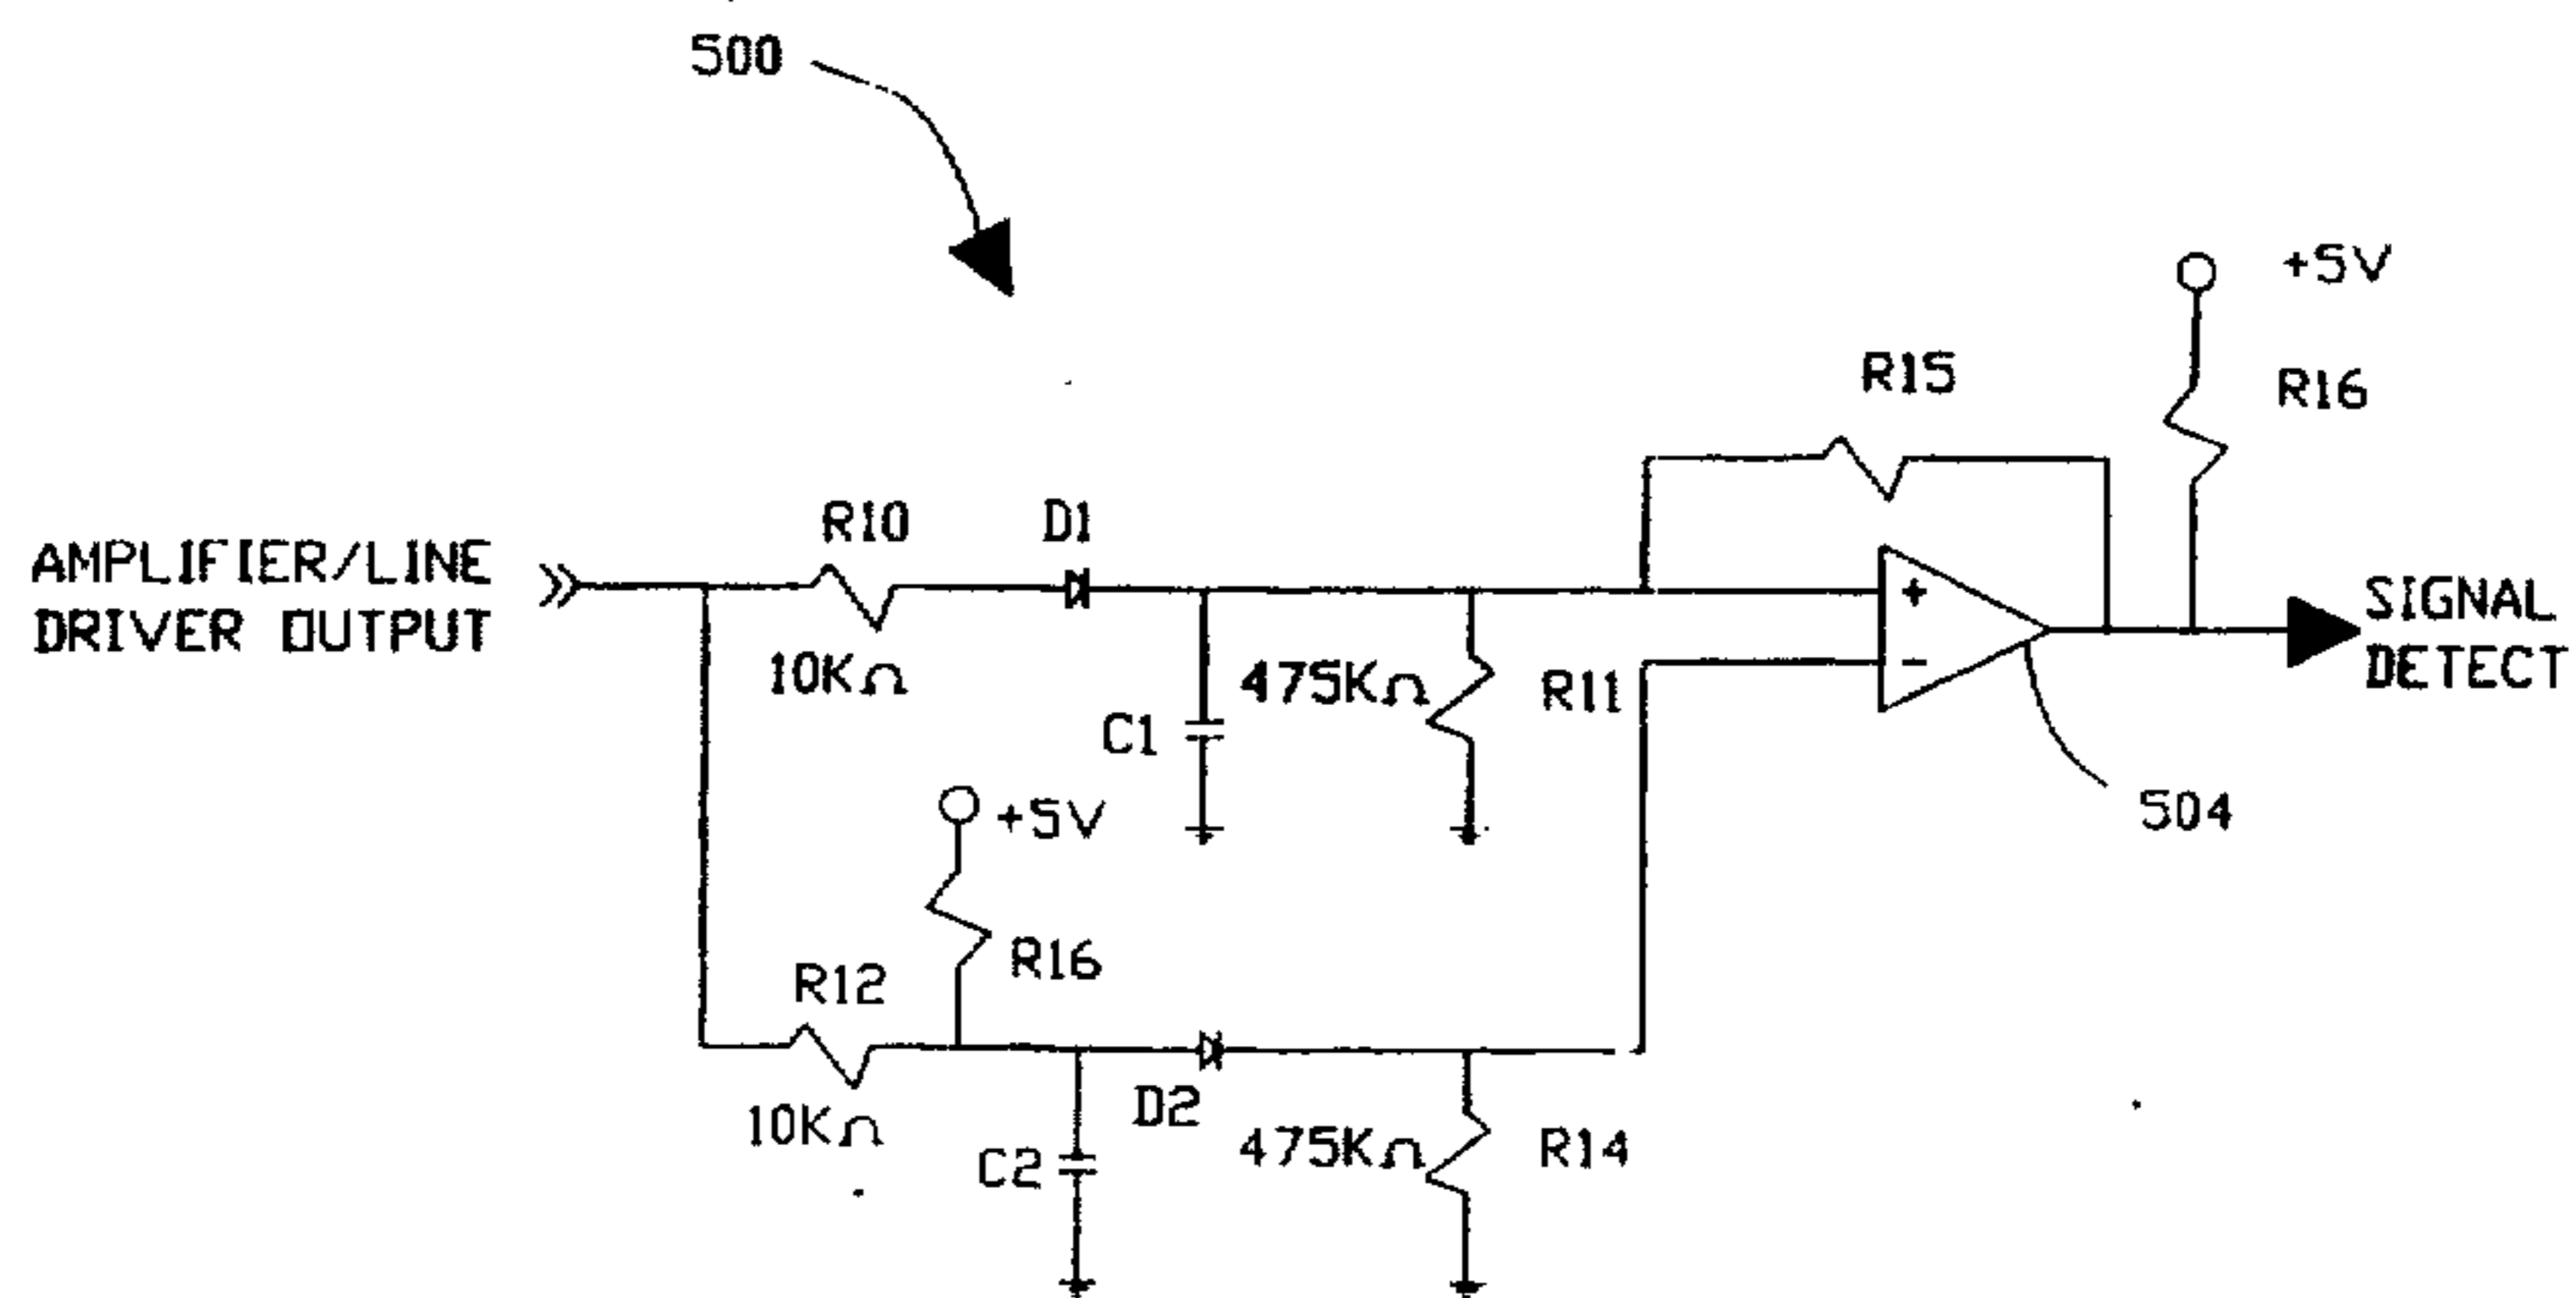 500
+5V
R15
R16
R10
D1
AMPLIFIER/LINE
DRIVER OUTPUT
+
SIGNAL
DETECT
10KΩ
475KΩ
R11
-
C1
+5V
504
R16
R12
D2
10KΩ
C2
475KΩ
R14